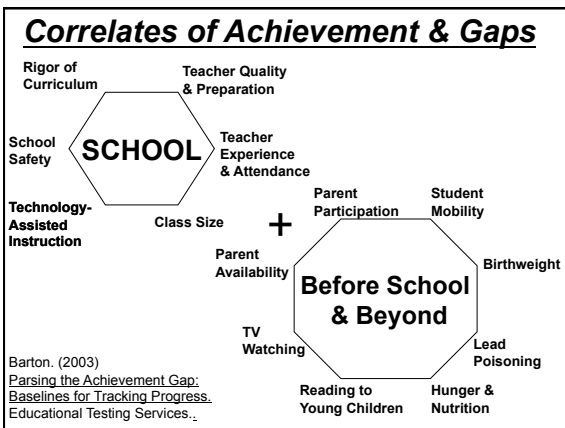 Correlates of Achievement & Gaps
Rigor of
Curriculum
Teacher Quality
& Preparation
School
Safety
SCHOOL
Teacher
Experience
& Attendance
Technology-
Assisted
Instruction
Class Size
+
Parent
Participation
Student
Mobility
Parent
Availability
Birthweight
Before School
& Beyond
TV
Watching
Lead
Poisoning
Reading to
Young Children
Hunger &
Nutrition
Barton. (2003)
Parsing the Achievement Gap:
Baselines for Tracking Progress.
Educational Testing Services..